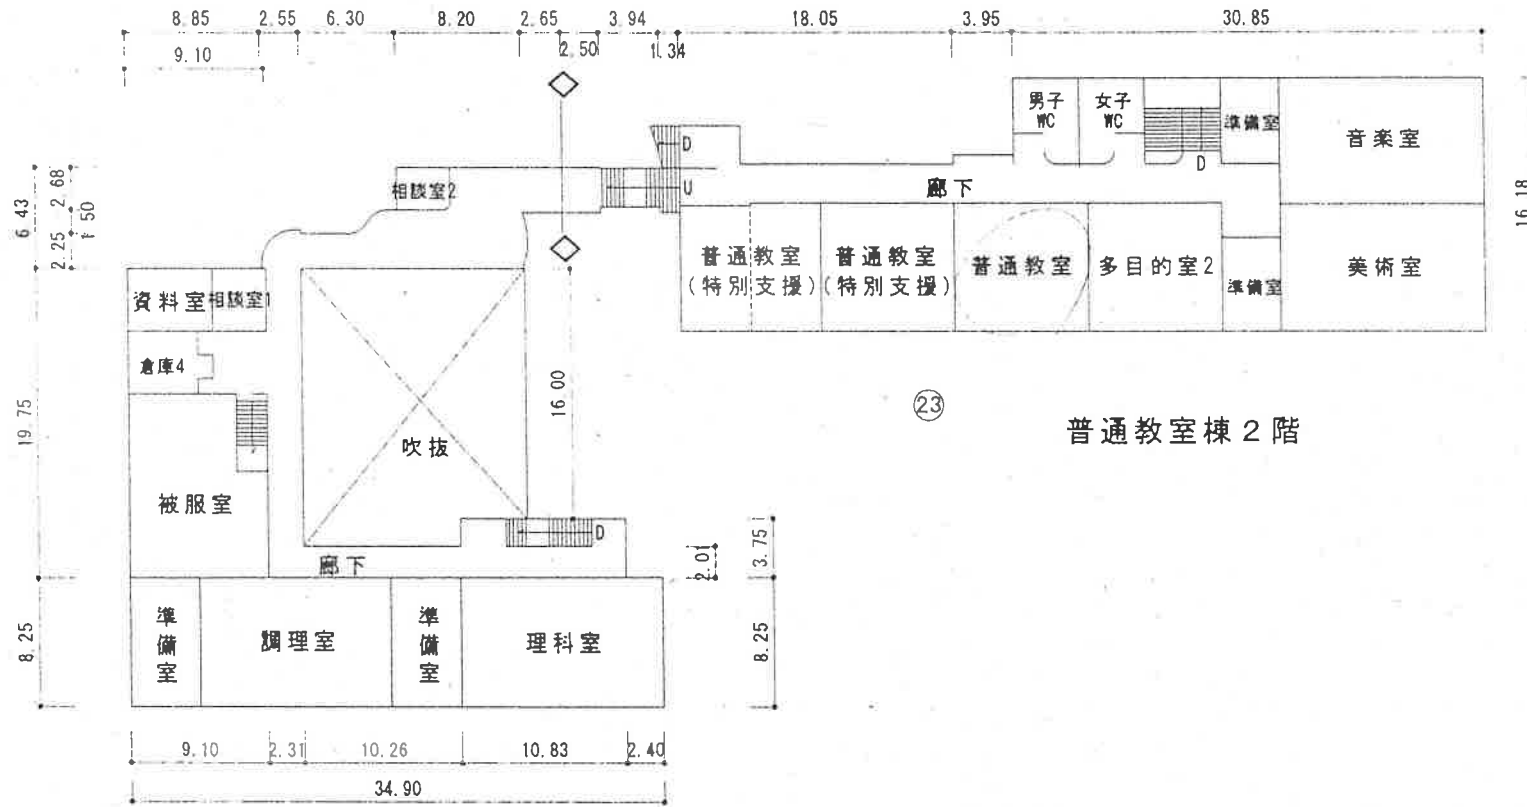 8.85 2.55 6.30 8.20 2.65 3.94 18.05 3.95 30.85
9.10
2.50
1.34
男子
WC
女子
WC
準備室
音楽室
D
D
相談室2
U
廊下
6.43
2.68
1.50
2.25
16.18
普通教室
(特別支援)
普通教室
(特別支援)
普通教室
多目的室2
準備室
美術室
資料室
相談室1
倉庫4
16.00
23
普通教室棟2階
19.75
吹抜
被服室
D
廊下
2.01
3.75
準備室
調理室
準備室
理科室
8.25
8.25
9.10 2.31 10.26 10.83 2.40
34.90